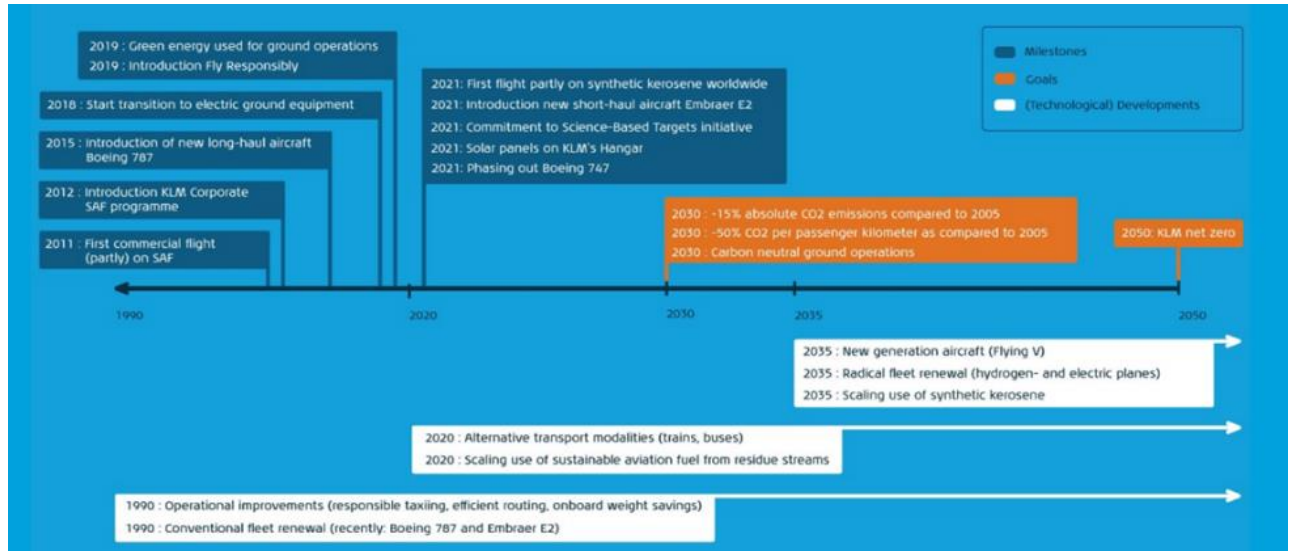 2019 : Green energy used for ground operations
2019 : Introduction Fly Responsibly
2018 : Start transition to electric ground equipment
2015 : Introduction of new long-haul aircraft
Boeing 787
2012 : Introduction KLM Corporate
SAF programme
2011 : First commercial flight
(partly) on SAF
2021: First flight partly on synthetic kerosene worldwide
2021: Introduction new short-haul aircraft Embraer E2
2021: Commitment to Science-Based Targets initiative
2021: Solar panels on KLM's Hangar
2021: Phasing out Boeing 747
Milestones
Goals
(Technological) Developments
2030 : -15% absolute CO2 emissions compared to 2005
2030 : -50% CO2 per passenger kilometer as compared to 2005
2030 : Carbon neutral ground operations
2050: KLM net zero
1990
2020
2030
2035
2050
2035 : New generation aircraft (Flying V)
2035 : Radical fleet renewal (hydrogen- and electric planes)
2035 : Scaling use of synthetic kerosene
2020 : Alternative transport modalities (trains, buses)
2020 : Scaling use of sustainable aviation fuel from residue streams
1990 : Operational improvements (responsible taxiing, efficient routing, onboard weight savings)
1990 : Conventional fleet renewal (recently: Boeing 787 and Embraer E2)